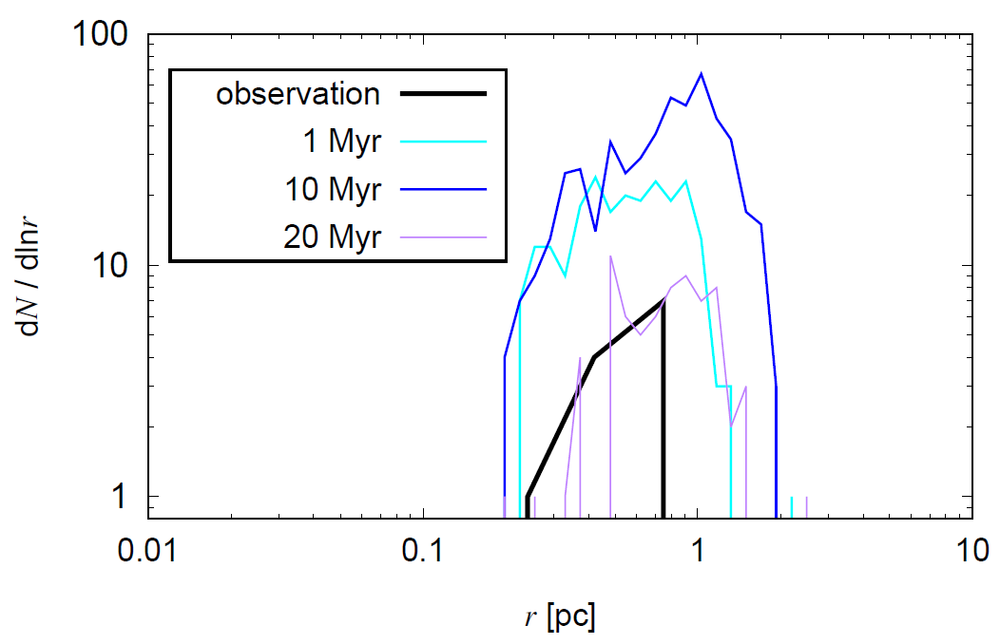 100
10
1
dN / dlnr
observation
1 Myr
10 Myr
20 Myr
0.01 0.1 1 10
r [pc]